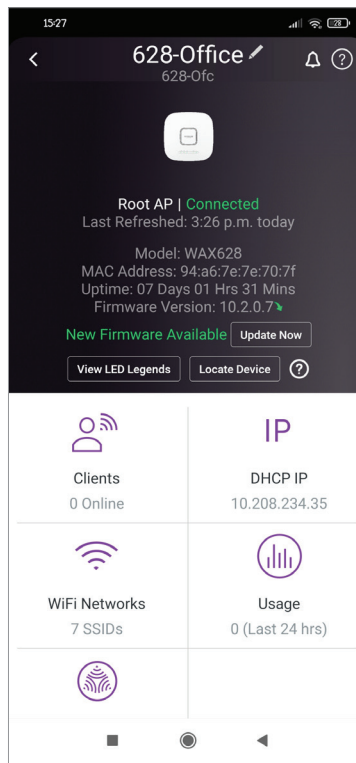 15:27
28
628-Office
628-Ofc
Root AP | Connected
Last Refreshed: 3:26 p.m. today
Model: WAX628
MAC Address: 94:a6:7e:7e:70:7f
Uptime: 07 Days 01 Hrs 31 Mins
Firmware Version: 10.2.0.7
New Firmware Available Update Now
View LED Legends Locate Device ?
IP
Clients DHCP IP
0 Online 10.208.234.35
WiFi Networks Usage
7 SSIDs 0 (Last 24 hrs)